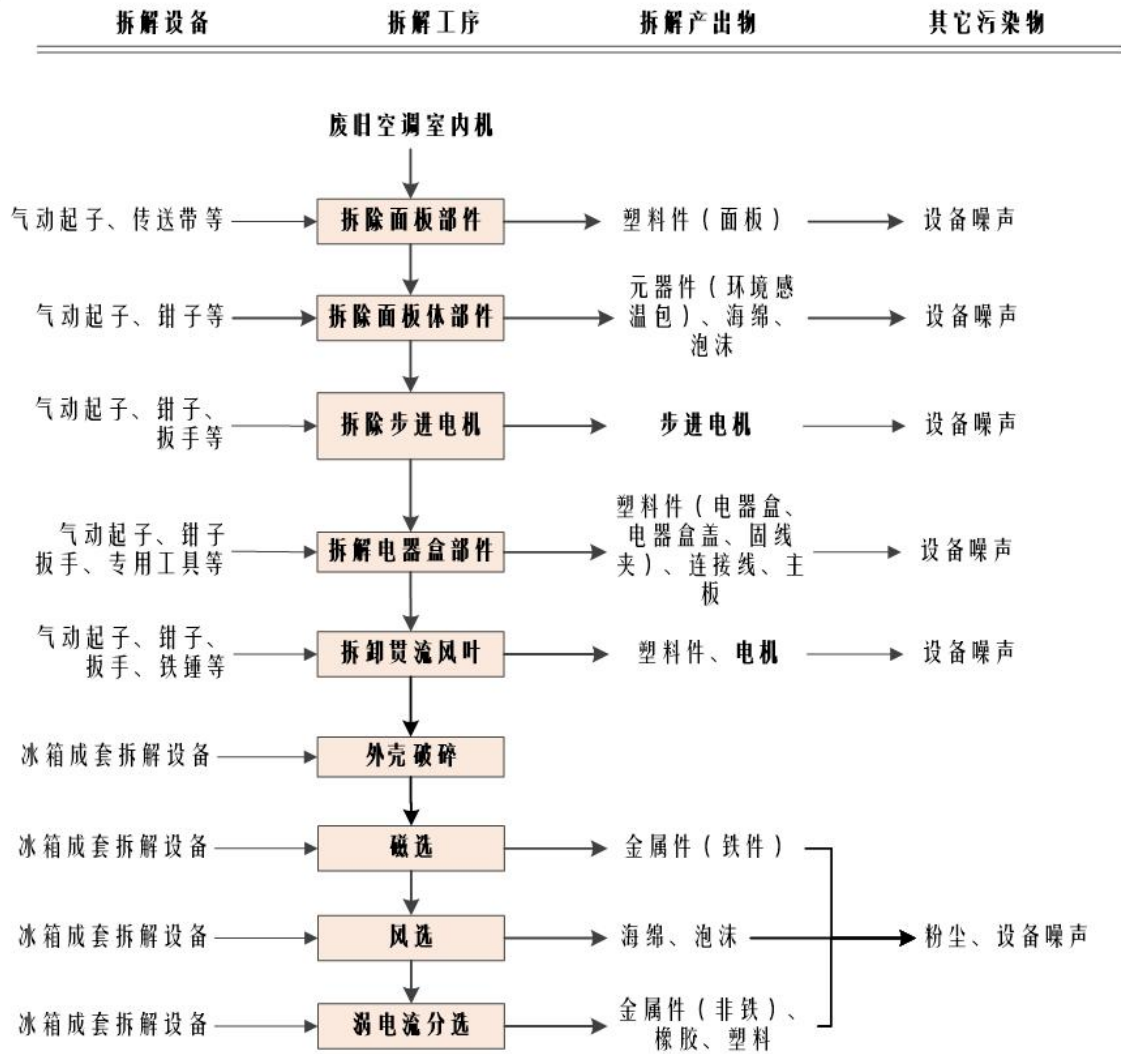 拆解设备 拆解工序 拆解产出物 其它污染物
废旧空调室内机
气动起子、传送带等 拆除面板部件 塑料件（面板） 设备噪声
气动起子、钳子等 拆除面板体部件 元器件（环境感
温包）、海绵、
泡沫 设备噪声
气动起子、钳子、
扳手等 拆除步进电机 步进电机 设备噪声
气动起子、钳子
扳手、专用工具等 拆解电器盒部件 塑料件（电器盒、
电器盒盖、固线
夹）、连接线、主
板 设备噪声
气动起子、钳子、
扳手、铁锤等 拆卸贯流风叶 塑料件、电机 设备噪声
冰箱成套拆解设备 外壳破碎
冰箱成套拆解设备 磁选 金属件（铁件）
冰箱成套拆解设备 风选 海绵、泡沫 粉尘、设备噪声
冰箱成套拆解设备 涡电流分选 金属件（非铁）、
橡胶、塑料